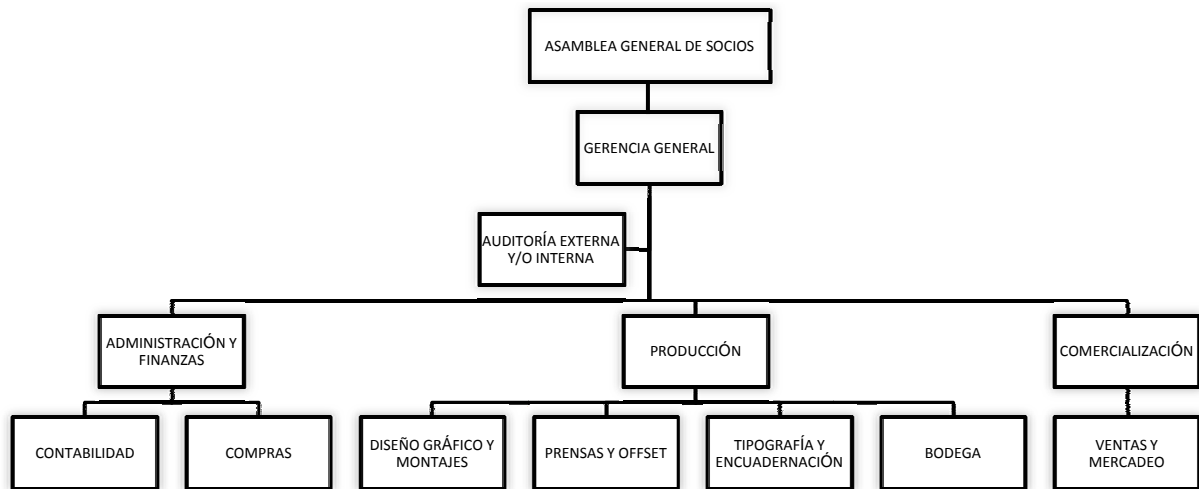 ASAMBLEA GENERAL DE SOCIOS
GERENCIA GENERAL
AUDITORÍA EXTERNA
Y/O INTERNA
ADMINISTRACIÓN Y
FINANZAS
PRODUCCIÓN
COMERCIALIZACIÓN
CONTABILIDAD
COMPRAS
DISEÑO GRÁFICO Y
MONTAJES
PRENSAS Y OFFSET
TIPOGRAFÍA Y
ENCUADERNACIÓN
BODEGA
VENTAS Y
MERCADEO